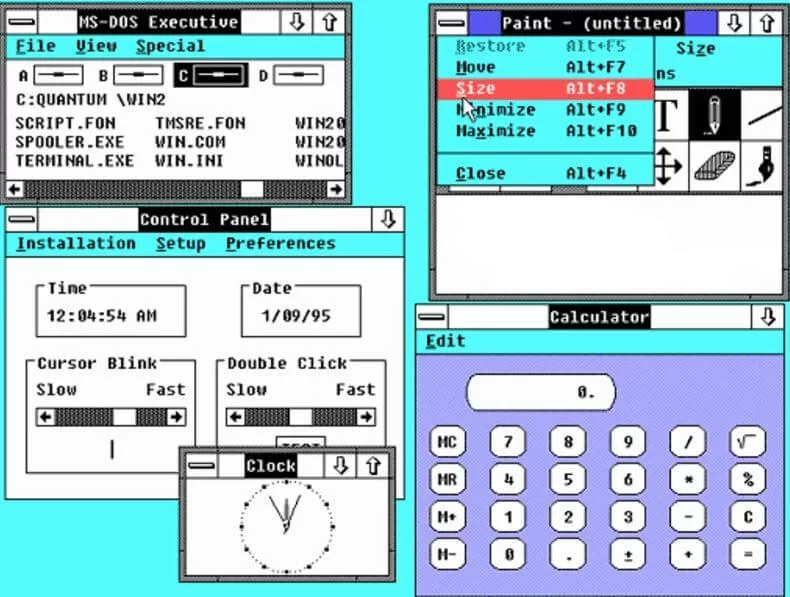 MS-DOS Executive
File View Special
A B C D
C:QUANTUM \WIN2
SCRIPT.FON TMSRE.FON WIN20
SPOOLER.EXE WIN.COM WIN20
TERMINAL.EXE WIN.INI WINOL
Paint - (untitled)
Restore Alt+F5
Move Alt+F7
Size Alt+F8
Minimize Alt+F9
Maximize Alt+F10
Close Alt+F4
Size
ns
T
Control Panel
Installation Setup Preferences
Time
12:04:54 AM
Date
1/09/95
Cursor Blink
Slow Fast
Double Click
Slow Fast
Clock
Calculator
Edit
0.
MC 7 8 9 / √
MR 4 5 6 * %
M+ 1 2 3 - C
M- 0 . ± + =